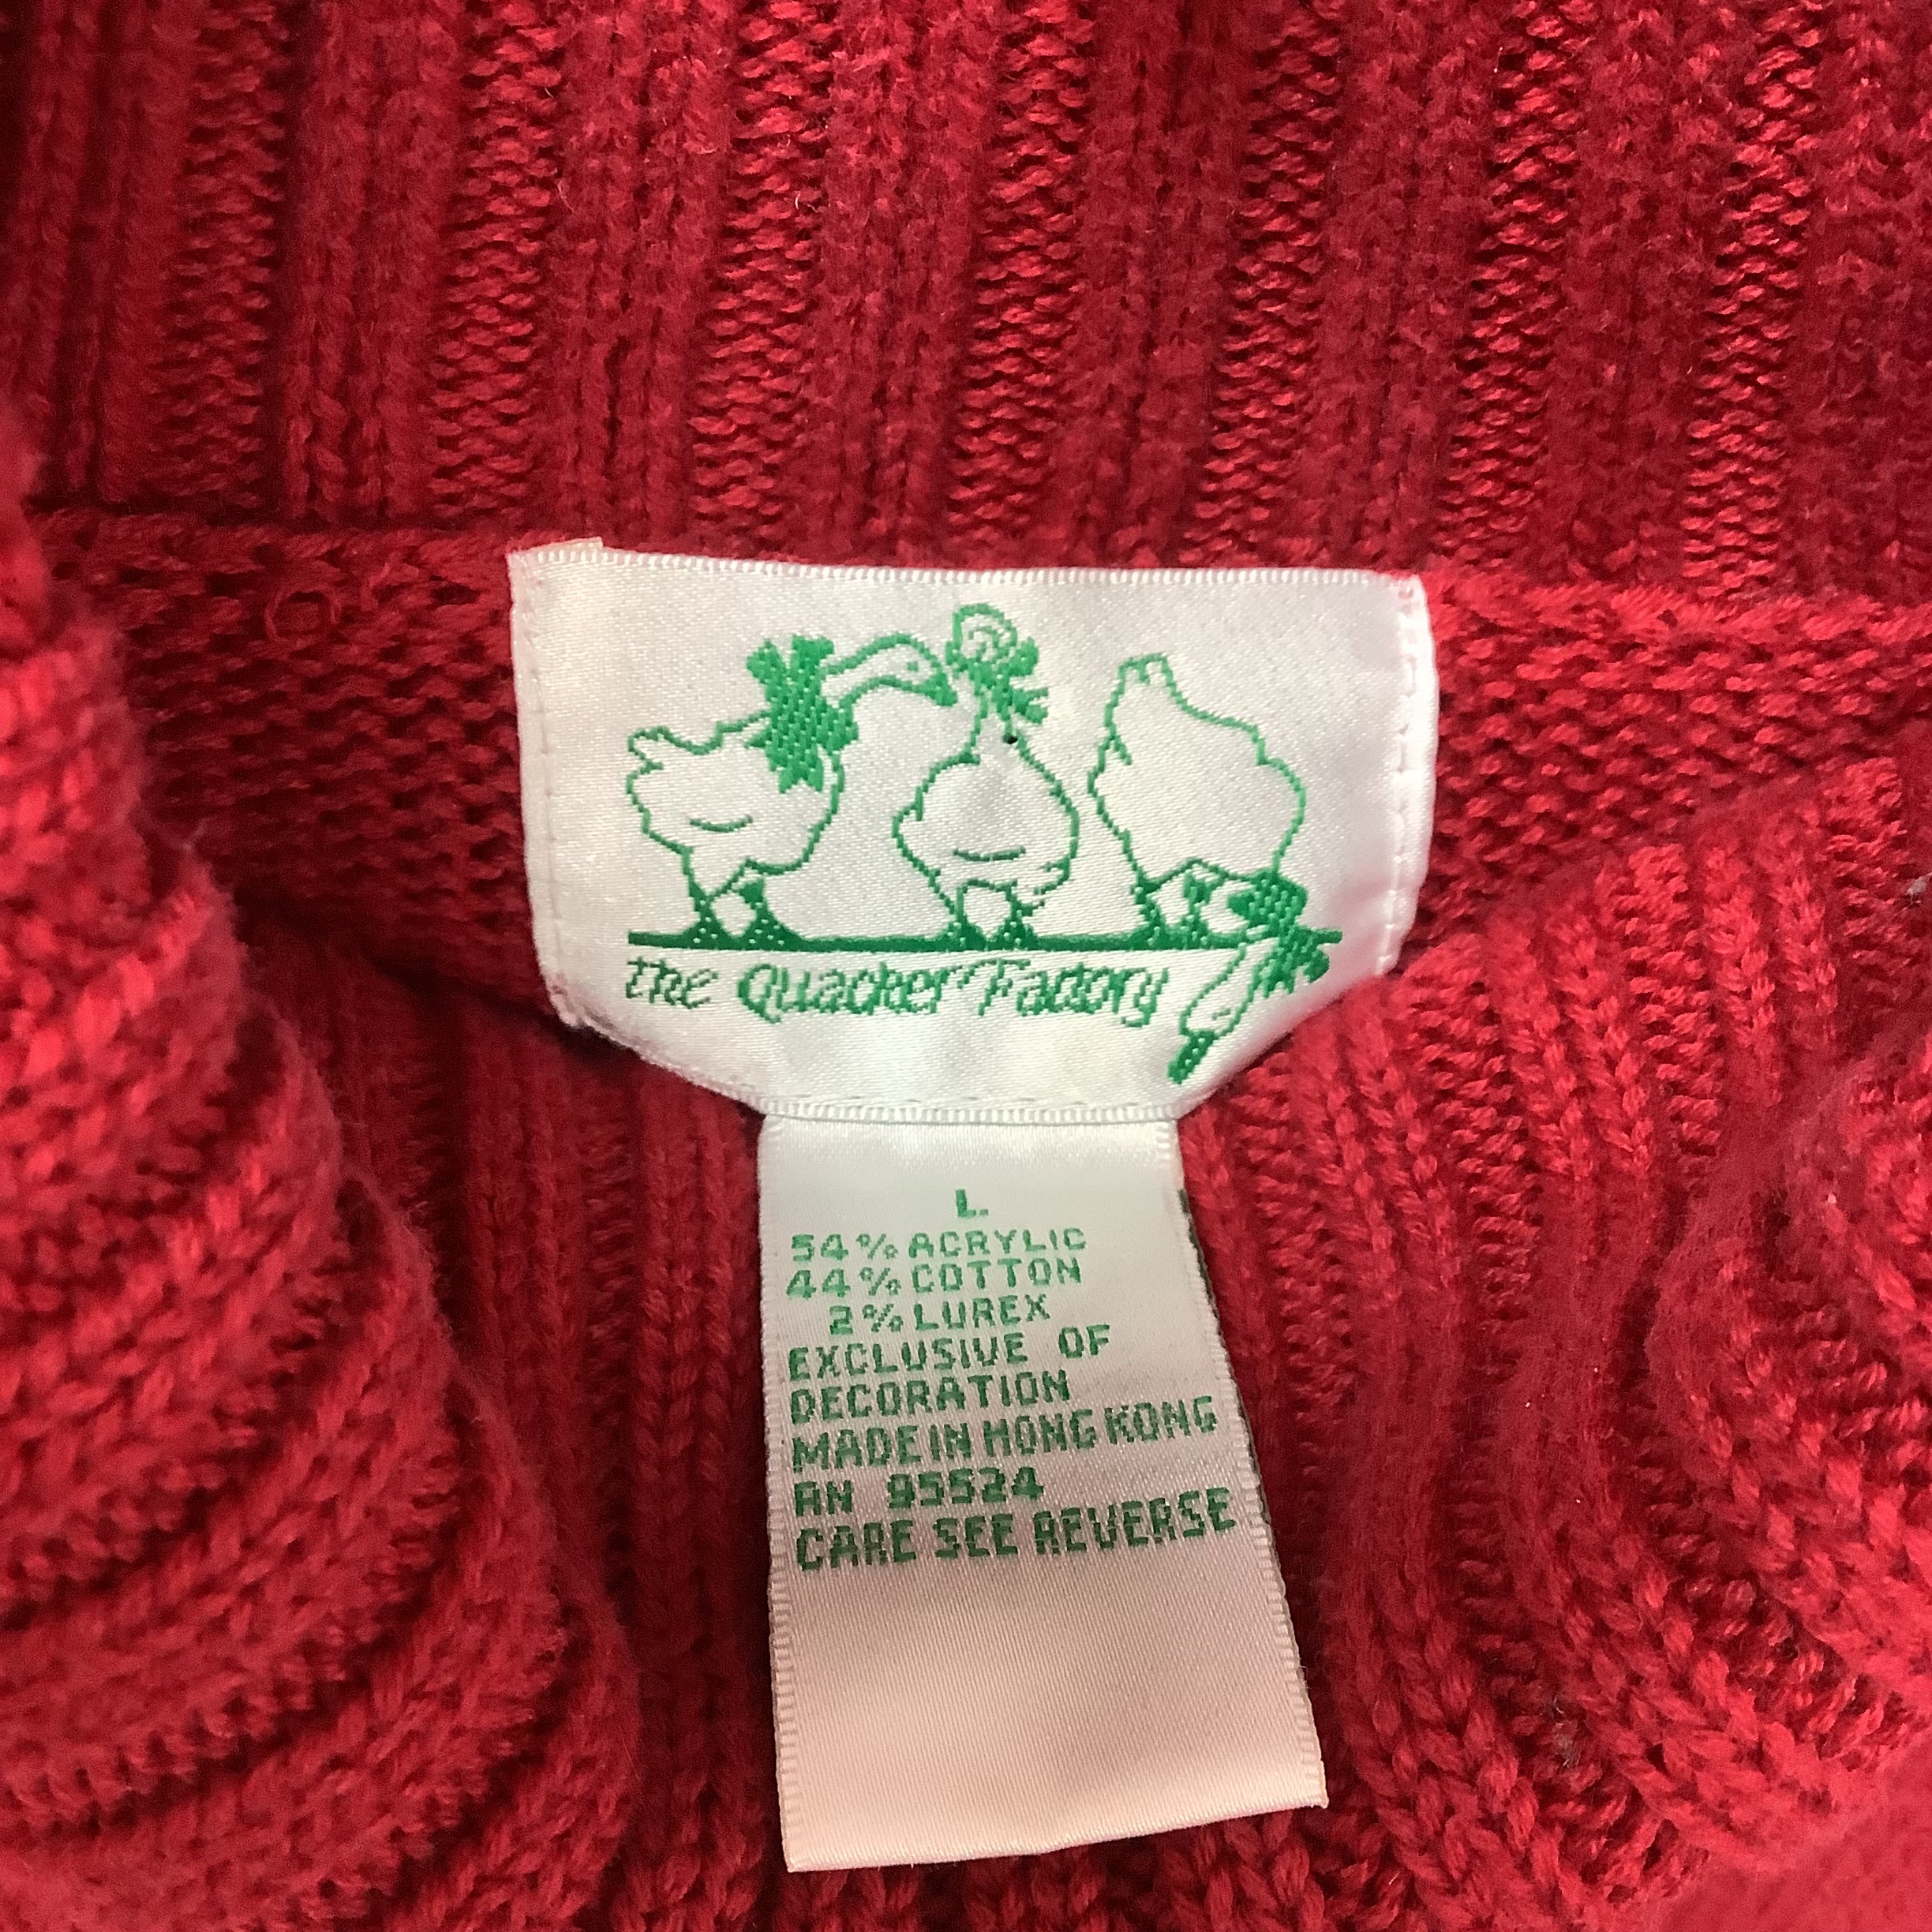 the Quacker Factory
L.
54% ACRYLIC
44% COTTON
2% LUREX
EXCLUSIVE OF
DECORATION
MADE IN HONG KONG
RN 95524
CARE SEE REVERSE